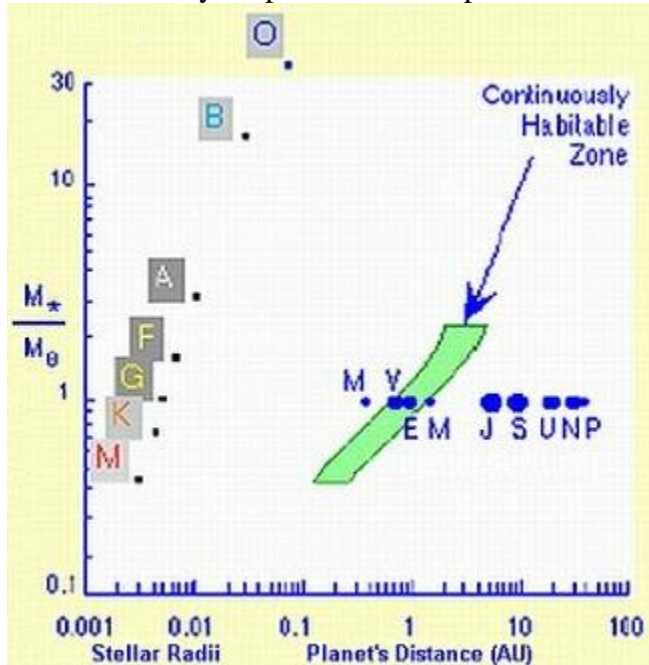 O
30
Continuously
Habitable
Zone
B
10
A
M*
M⊙
F
G
M V
1
K
E M J S U N P
M
0.1
0.001 0.01 0.1 1 10 100
Stellar Radii Planet's Distance (AU)